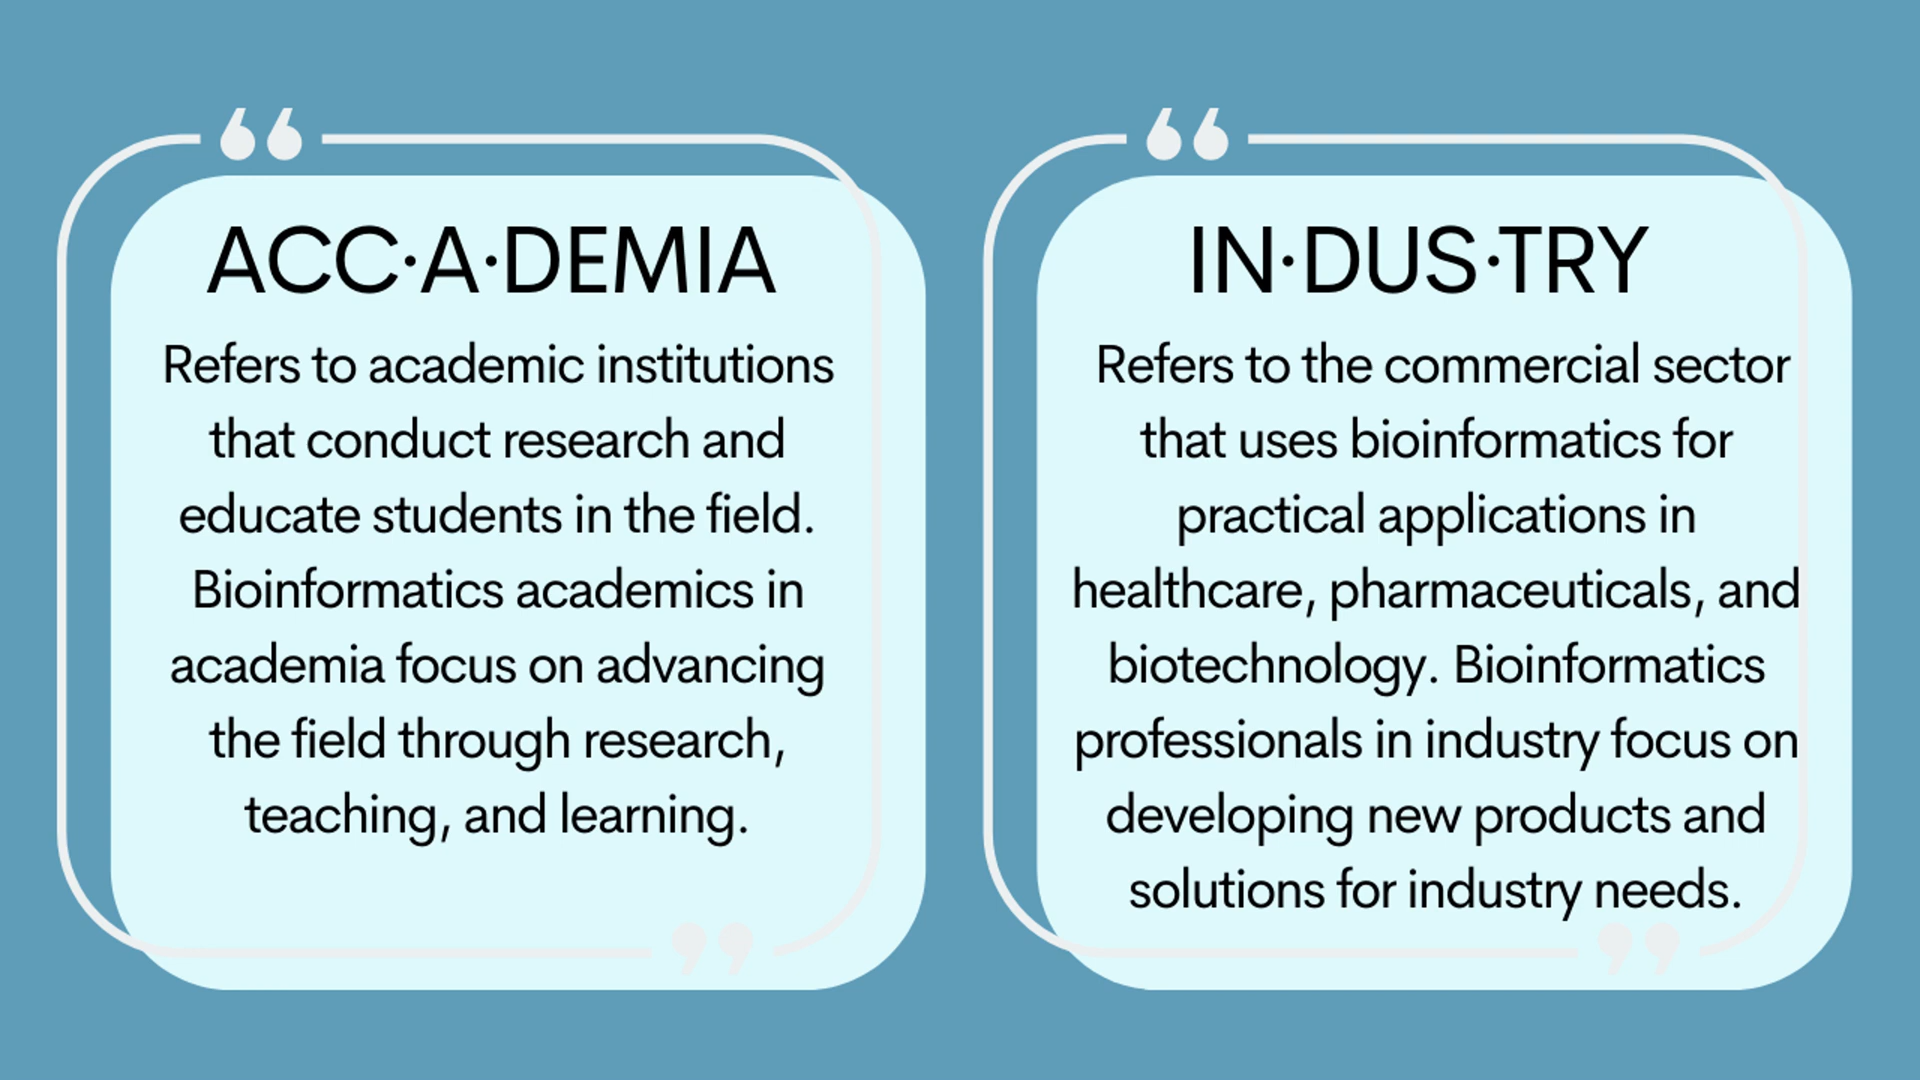 ACC·A·DEMIA
Refers to academic institutions
that conduct research and
educate students in the field.
Bioinformatics academics in
academia focus on advancing
the field through research,
teaching, and learning.
IN·DUS·TRY
Refers to the commercial sector
that uses bioinformatics for
practical applications in
healthcare, pharmaceuticals, and
biotechnology. Bioinformatics
professionals in industry focus on
developing new products and
solutions for industry needs.